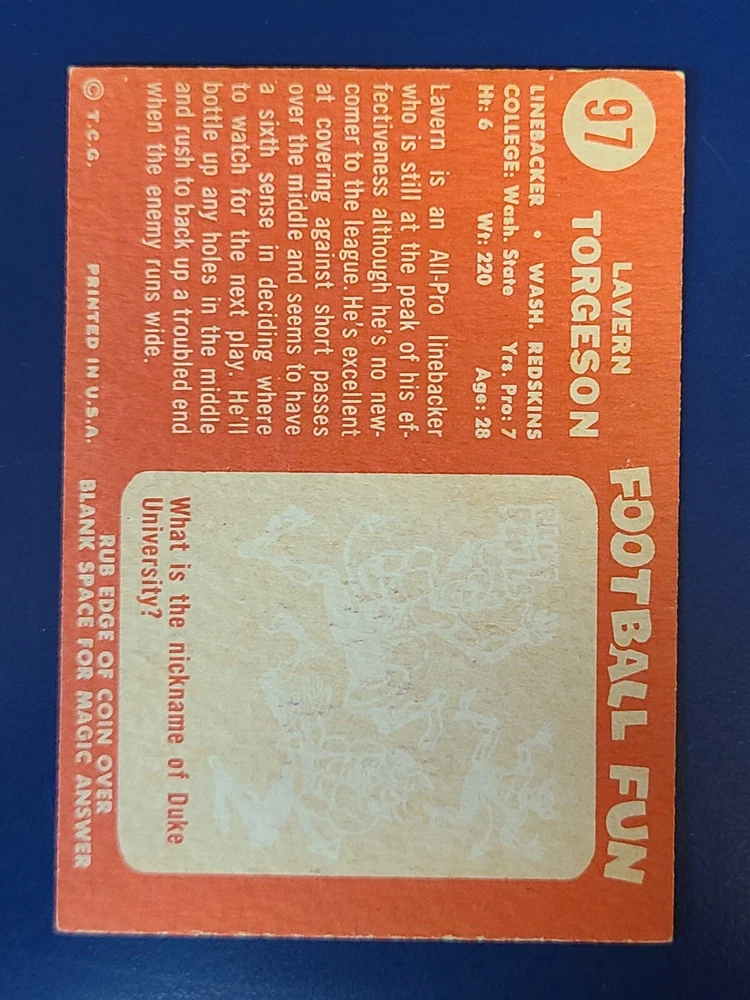 97
LAVERN
TORGESON
LINEBACKER • WASH. REDSKINS
COLLEGE: Wash. State Yrs. Pro: 7
Ht: 6 Wt: 220 Age: 28
Lavern is an All-Pro linebacker
who is still at the peak of his ef-
fectiveness although he's no new-
comer to the league. He's excellent
at covering against short passes
over the middle and seems to have
a sixth sense in deciding where
to watch for the next play. He'll
bottle up any holes in the middle
and rush to back up a troubled end
when the enemy runs wide.
© T.C.G. PRINTED IN U.S.A.
FOOTBALL FUN
BLUE
DEVILS
What is the nickname of Duke
University?
RUB EDGE OF COIN OVER
BLANK SPACE FOR MAGIC ANSWER